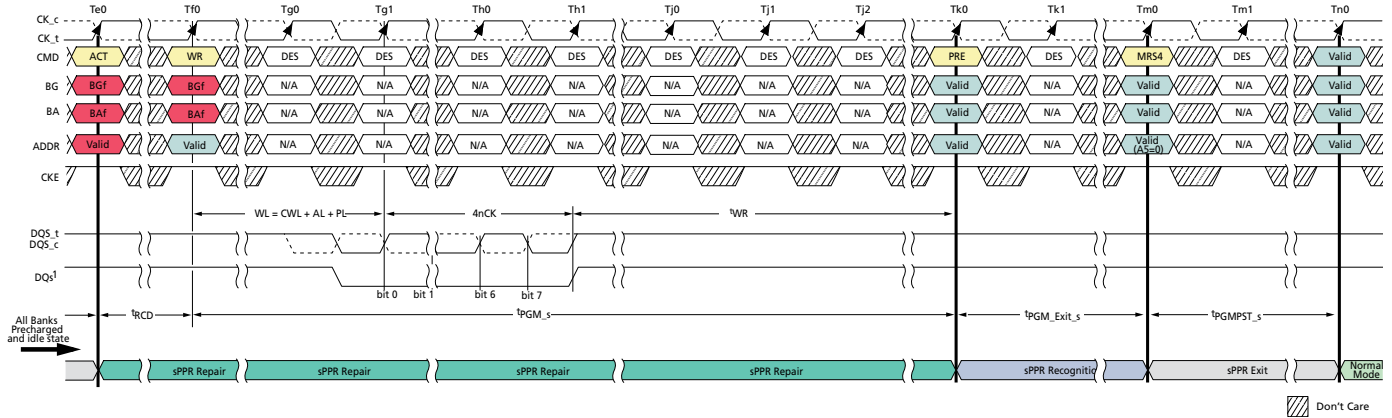 Te0 Tf0 Tg0 Tg1 Th0 Th1 Tj0 Tj1 Tj2 Tk0 Tk1 Tm0 Tm1 Tn0
CK_c
CK_t
CMD ACT WR DES DES DES DES DES DES DES PRE DES MRS4 DES Valid
BG BGf BGf N/A N/A N/A N/A N/A N/A N/A Valid N/A Valid N/A Valid
BA BAf BAf N/A N/A N/A N/A N/A N/A N/A Valid N/A Valid N/A Valid
ADDR Valid Valid N/A N/A N/A N/A N/A N/A N/A Valid N/A Valid (A5=0) N/A Valid
CKE
WL = CWL + AL + PL 4nCK tWR
DQS_t
DQS_c
DQs1
bit 0 bit 1 bit 6 bit 7
All Banks
Precharged
and idle state
tRCD tPGM_s tPGM_Exit_s tPGMPST_s
sPPR Repair sPPR Repair sPPR Repair sPPR Repair sPPR Recognitic sPPR Exit Normal
Mode
Don't Care